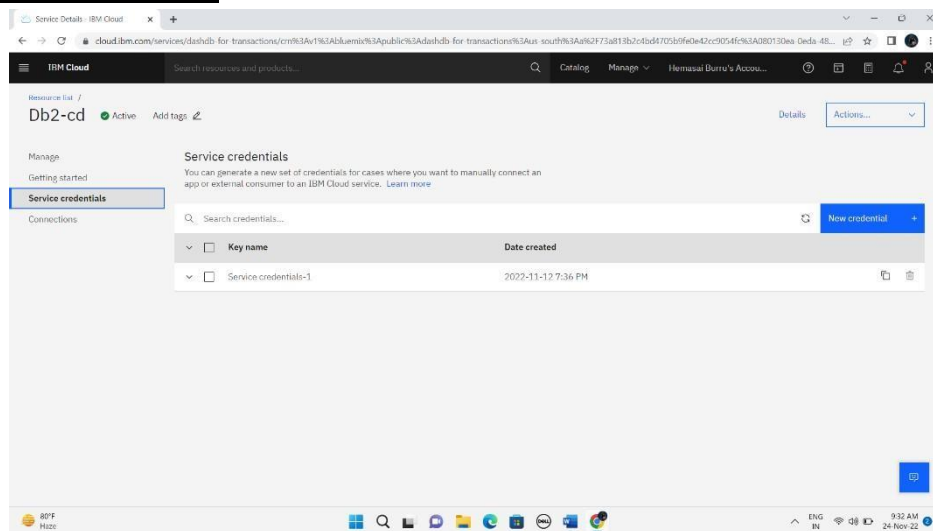 Service Details - IBM Cloud
cloud.ibm.com/services/dashdb-for-transactions/crn%3Av1%3Abluemix%3Apublic%3Adashdb-for-transactions%3Aus-south%3Aa%2F73a813b2c4bd4705b9fe0e42cc9054fc%3A080130ea-0eda-48...
IBM Cloud
Search resources and products...
Catalog
Manage
Hemasai Burru's Accou...
Resource list /
Db2-cd
Active
Add tags
Details
Actions...
Manage
Getting started
Service credentials
Connections
Service credentials
You can generate a new set of credentials for cases where you want to manually connect an
app or external consumer to an IBM Cloud service. Learn more
Search credentials...
New credential +
Key name
Date created
Service credentials-1
2022-11-12 7:36 PM
80°F
Haze
ENG
IN
9:32 AM
24-Nov-22